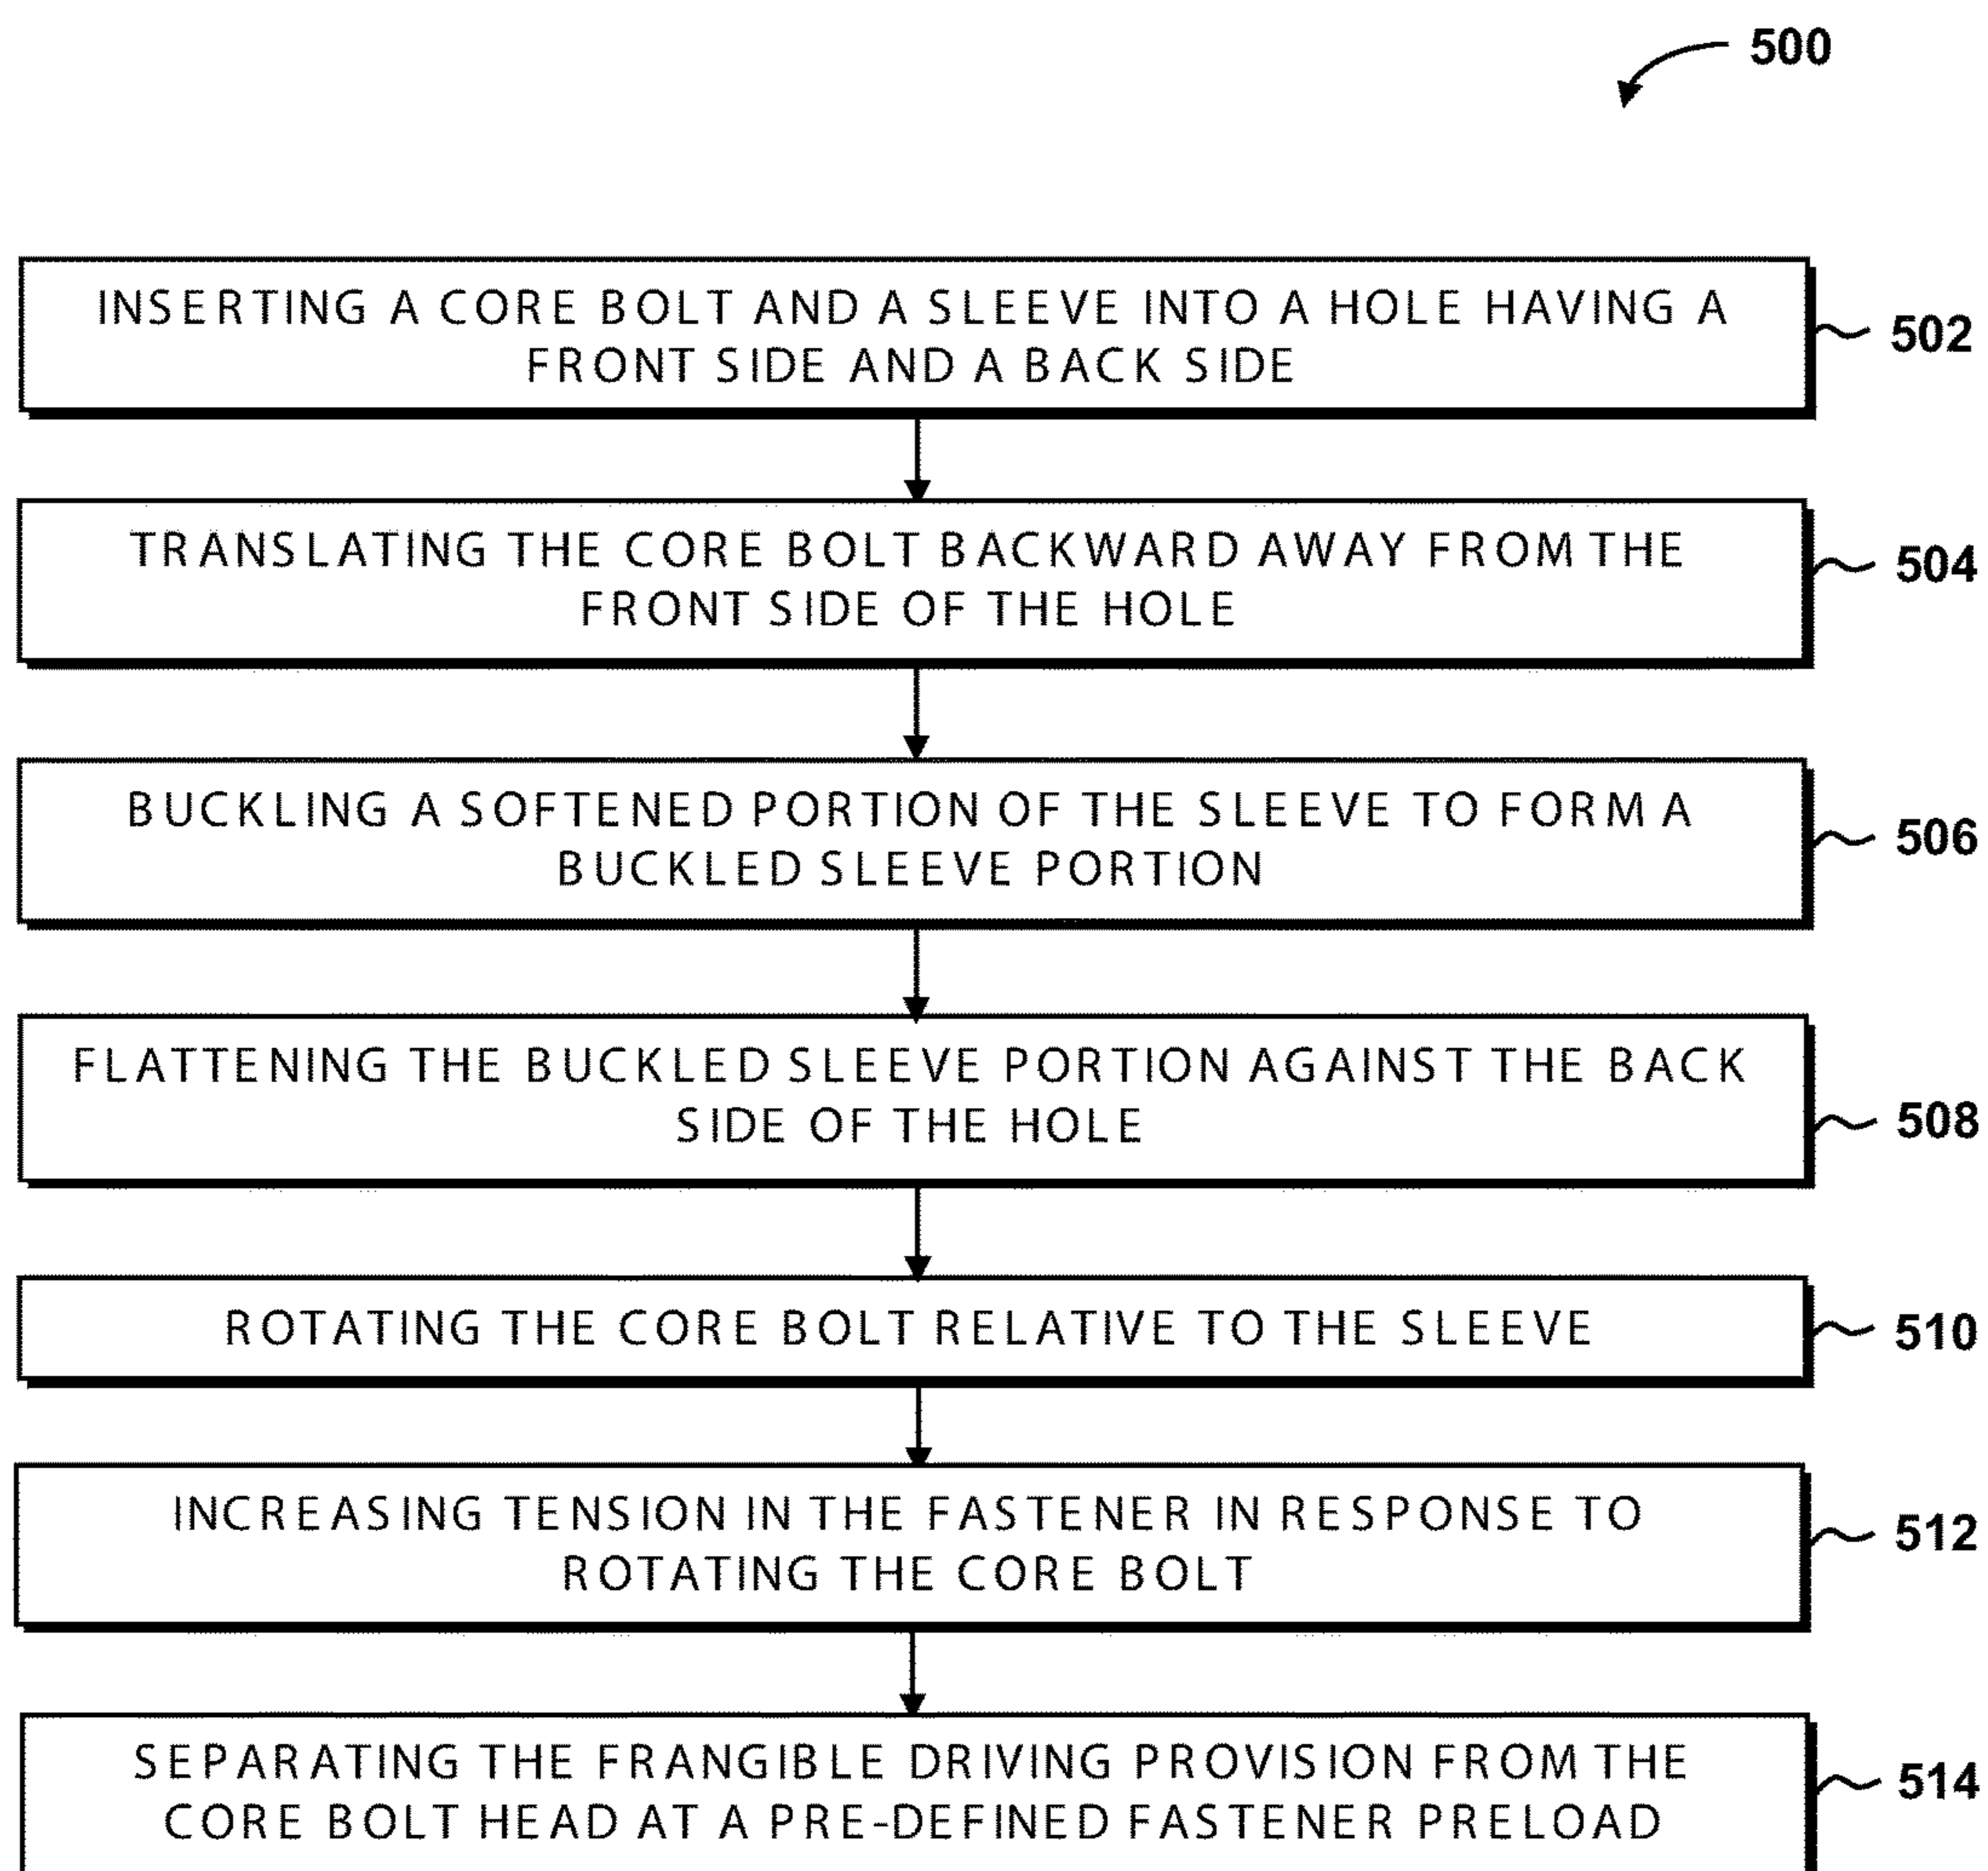 500
INSERTING A CORE BOLT AND A SLEEVE INTO A HOLE HAVING A
FRONT SIDE AND A BACK SIDE
502
TRANSLATING THE CORE BOLT BACKWARD AWAY FROM THE
FRONT SIDE OF THE HOLE
504
BUCKLING A SOFTENED PORTION OF THE SLEEVE TO FORM A
BUCKLED SLEEVE PORTION
506
FLATTENING THE BUCKLED SLEEVE PORTION AGAINST THE BACK
SIDE OF THE HOLE
508
ROTATING THE CORE BOLT RELATIVE TO THE SLEEVE
510
INCREASING TENSION IN THE FASTENER IN RESPONSE TO
ROTATING THE CORE BOLT
512
SEPARATING THE FRANGIBLE DRIVING PROVISION FROM THE
CORE BOLT HEAD AT A PRE-DEFINED FASTENER PRELOAD
514